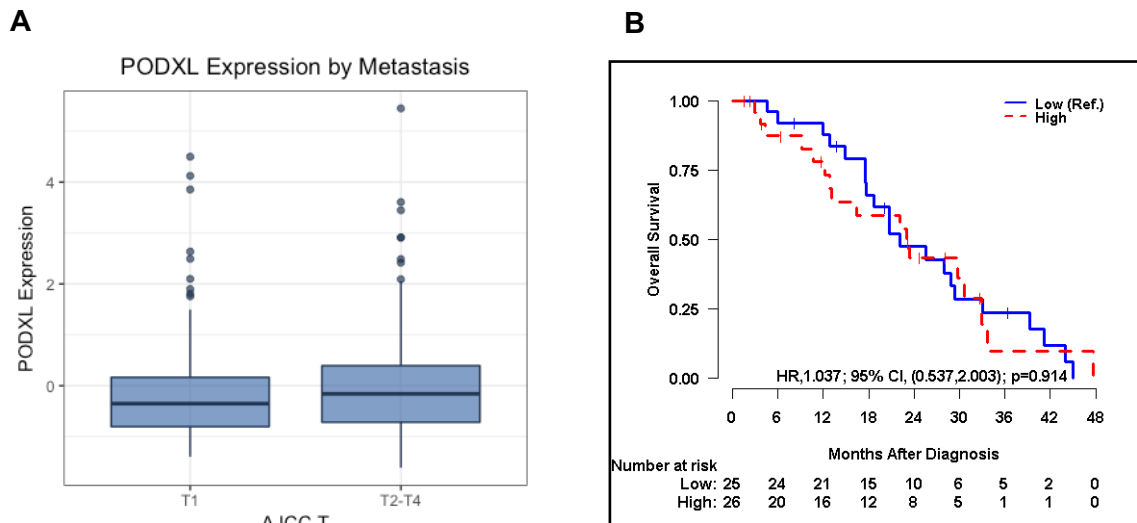 A
PODXL Expression by Metastasis
PODXL Expression
4
2
0
T1 T2-T4
AJCC T
B
Low (Ref.)
High
Overall Survival
1.00
0.75
0.50
0.25
0.00
HR,1.037; 95% CI, (0.537,2.003); p=0.914
0 6 12 18 24 30 36 42 48
Months After Diagnosis
Number at risk
Low: 25 24 21 15 10 6 5 2 0
High: 26 20 16 12 8 5 1 1 0